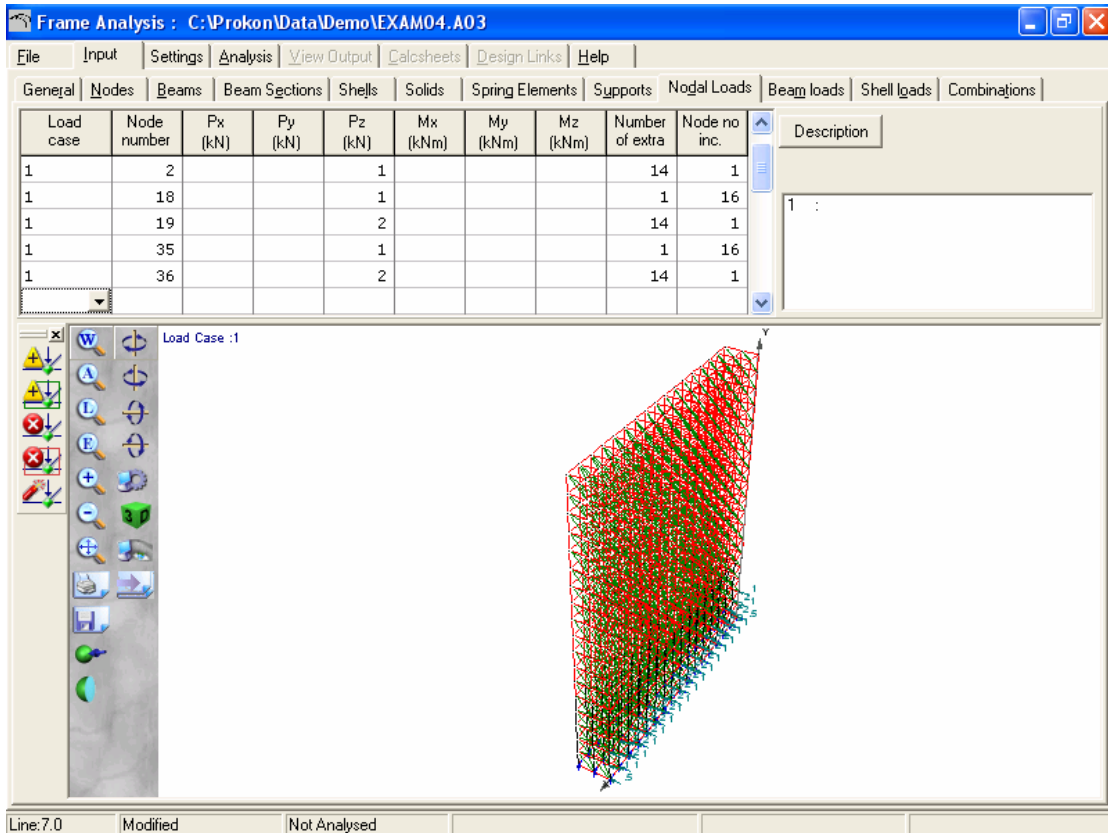 Frame Analysis : C:\Prokon\Data\Demo\EXAM04.A03
File Input Settings Analysis View Output Calcsheets Design Links Help
General Nodes Beams Beam Sections Shells Solids Spring Elements Supports Nodal Loads Beam loads Shell loads Combinations
Load case Node number Px (kN) Py (kN) Pz (kN) Mx (kNm) My (kNm) Mz (kNm) Number of extra Node no inc.
Description
1 2 1 14 1
1 18 1 1 16
1 19 2 14 1
1 35 1 1 16
1 36 2 14 1
1 :
Load Case :1
W
A
L
E
3D
Y
Line:7.0 Modified Not Analysed